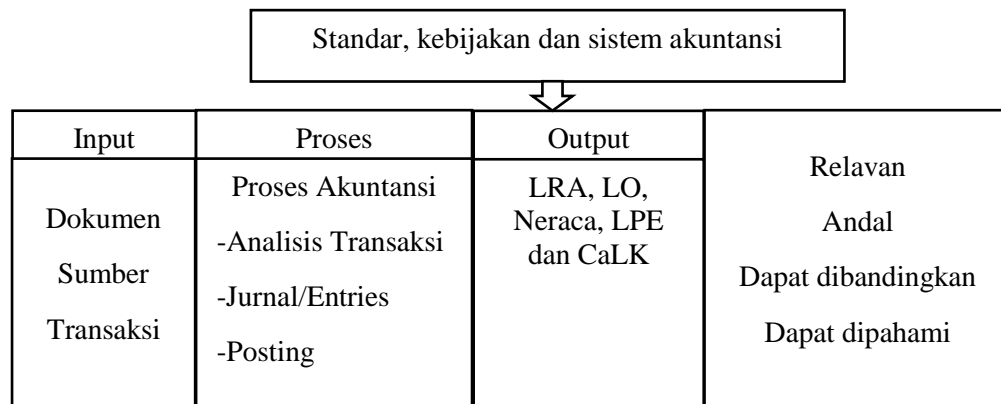 Standar, kebijakan dan sistem akuntansi
Input
Dokumen
Sumber
Transaksi
Proses
Proses Akuntansi
-Analisis Transaksi
-Jurnal/Entries
-Posting
Output
LRA, LO,
Neraca, LPE
dan CaLK
Relavan
Andal
Dapat dibandingkan
Dapat dipahami